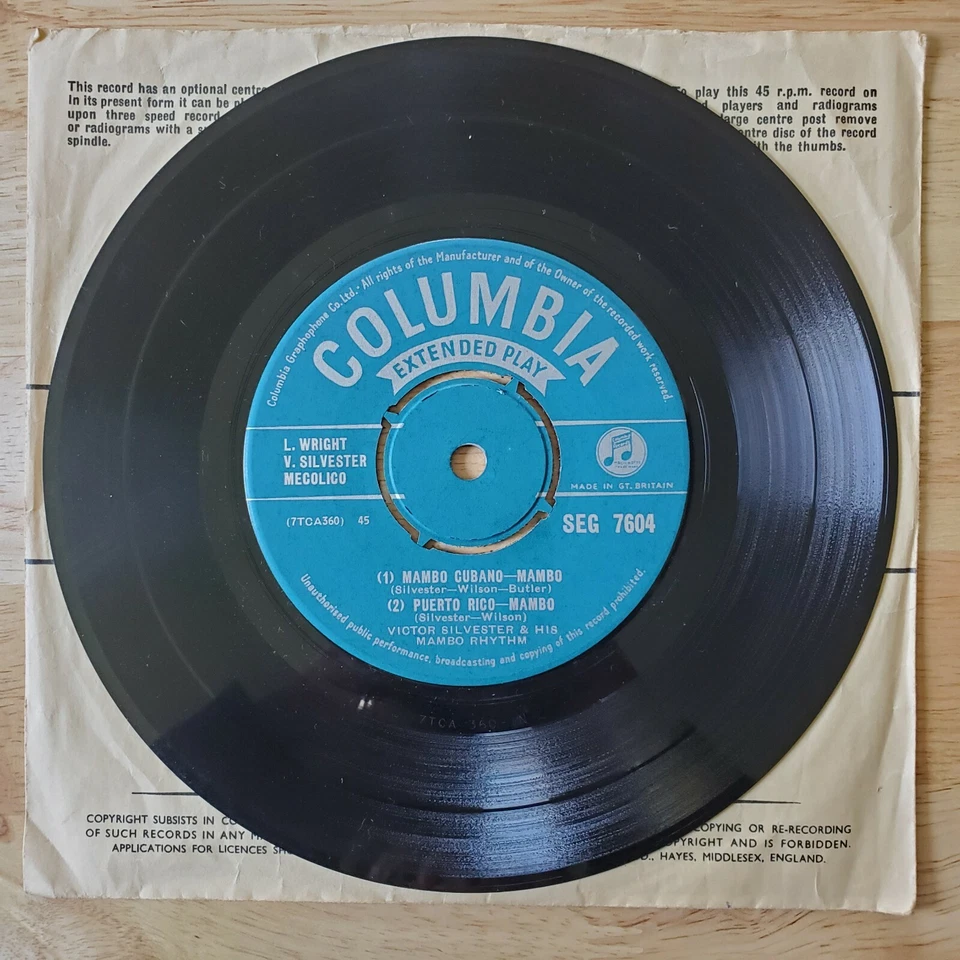 This record has an optional centre
In its present form it can be
upon three speed record
or radiograms with a
spindle.
To play this 45 r.p.m. record on
players and radiograms
large centre post remove
centre disc of the record
with the thumbs.
Columbia Graphophone Co. Ltd. · All rights of the Manufacturer and of the Owner of the recorded work reserved.
COLUMBIA
EXTENDED PLAY
L. WRIGHT
V. SILVESTER
MECOLICO
MADE IN GT. BRITAIN
(7TCA360) 45
SEG 7604
(1) MAMBO CUBANO—MAMBO
(Silvester—Wilson—Butler)
(2) PUERTO RICO—MAMBO
(Silvester—Wilson)
VICTOR SILVESTER & HIS
MAMBO RHYTHM
Unauthorised public performance, broadcasting and copying of this record prohibited.
7TCA 360
COPYRIGHT SUBSISTS IN
OF SUCH RECORDS IN ANY
APPLICATIONS FOR LICENCES
COPYING OR RE-RECORDING
COPYRIGHT AND IS FORBIDDEN.
HAYES, MIDDLESEX, ENGLAND.